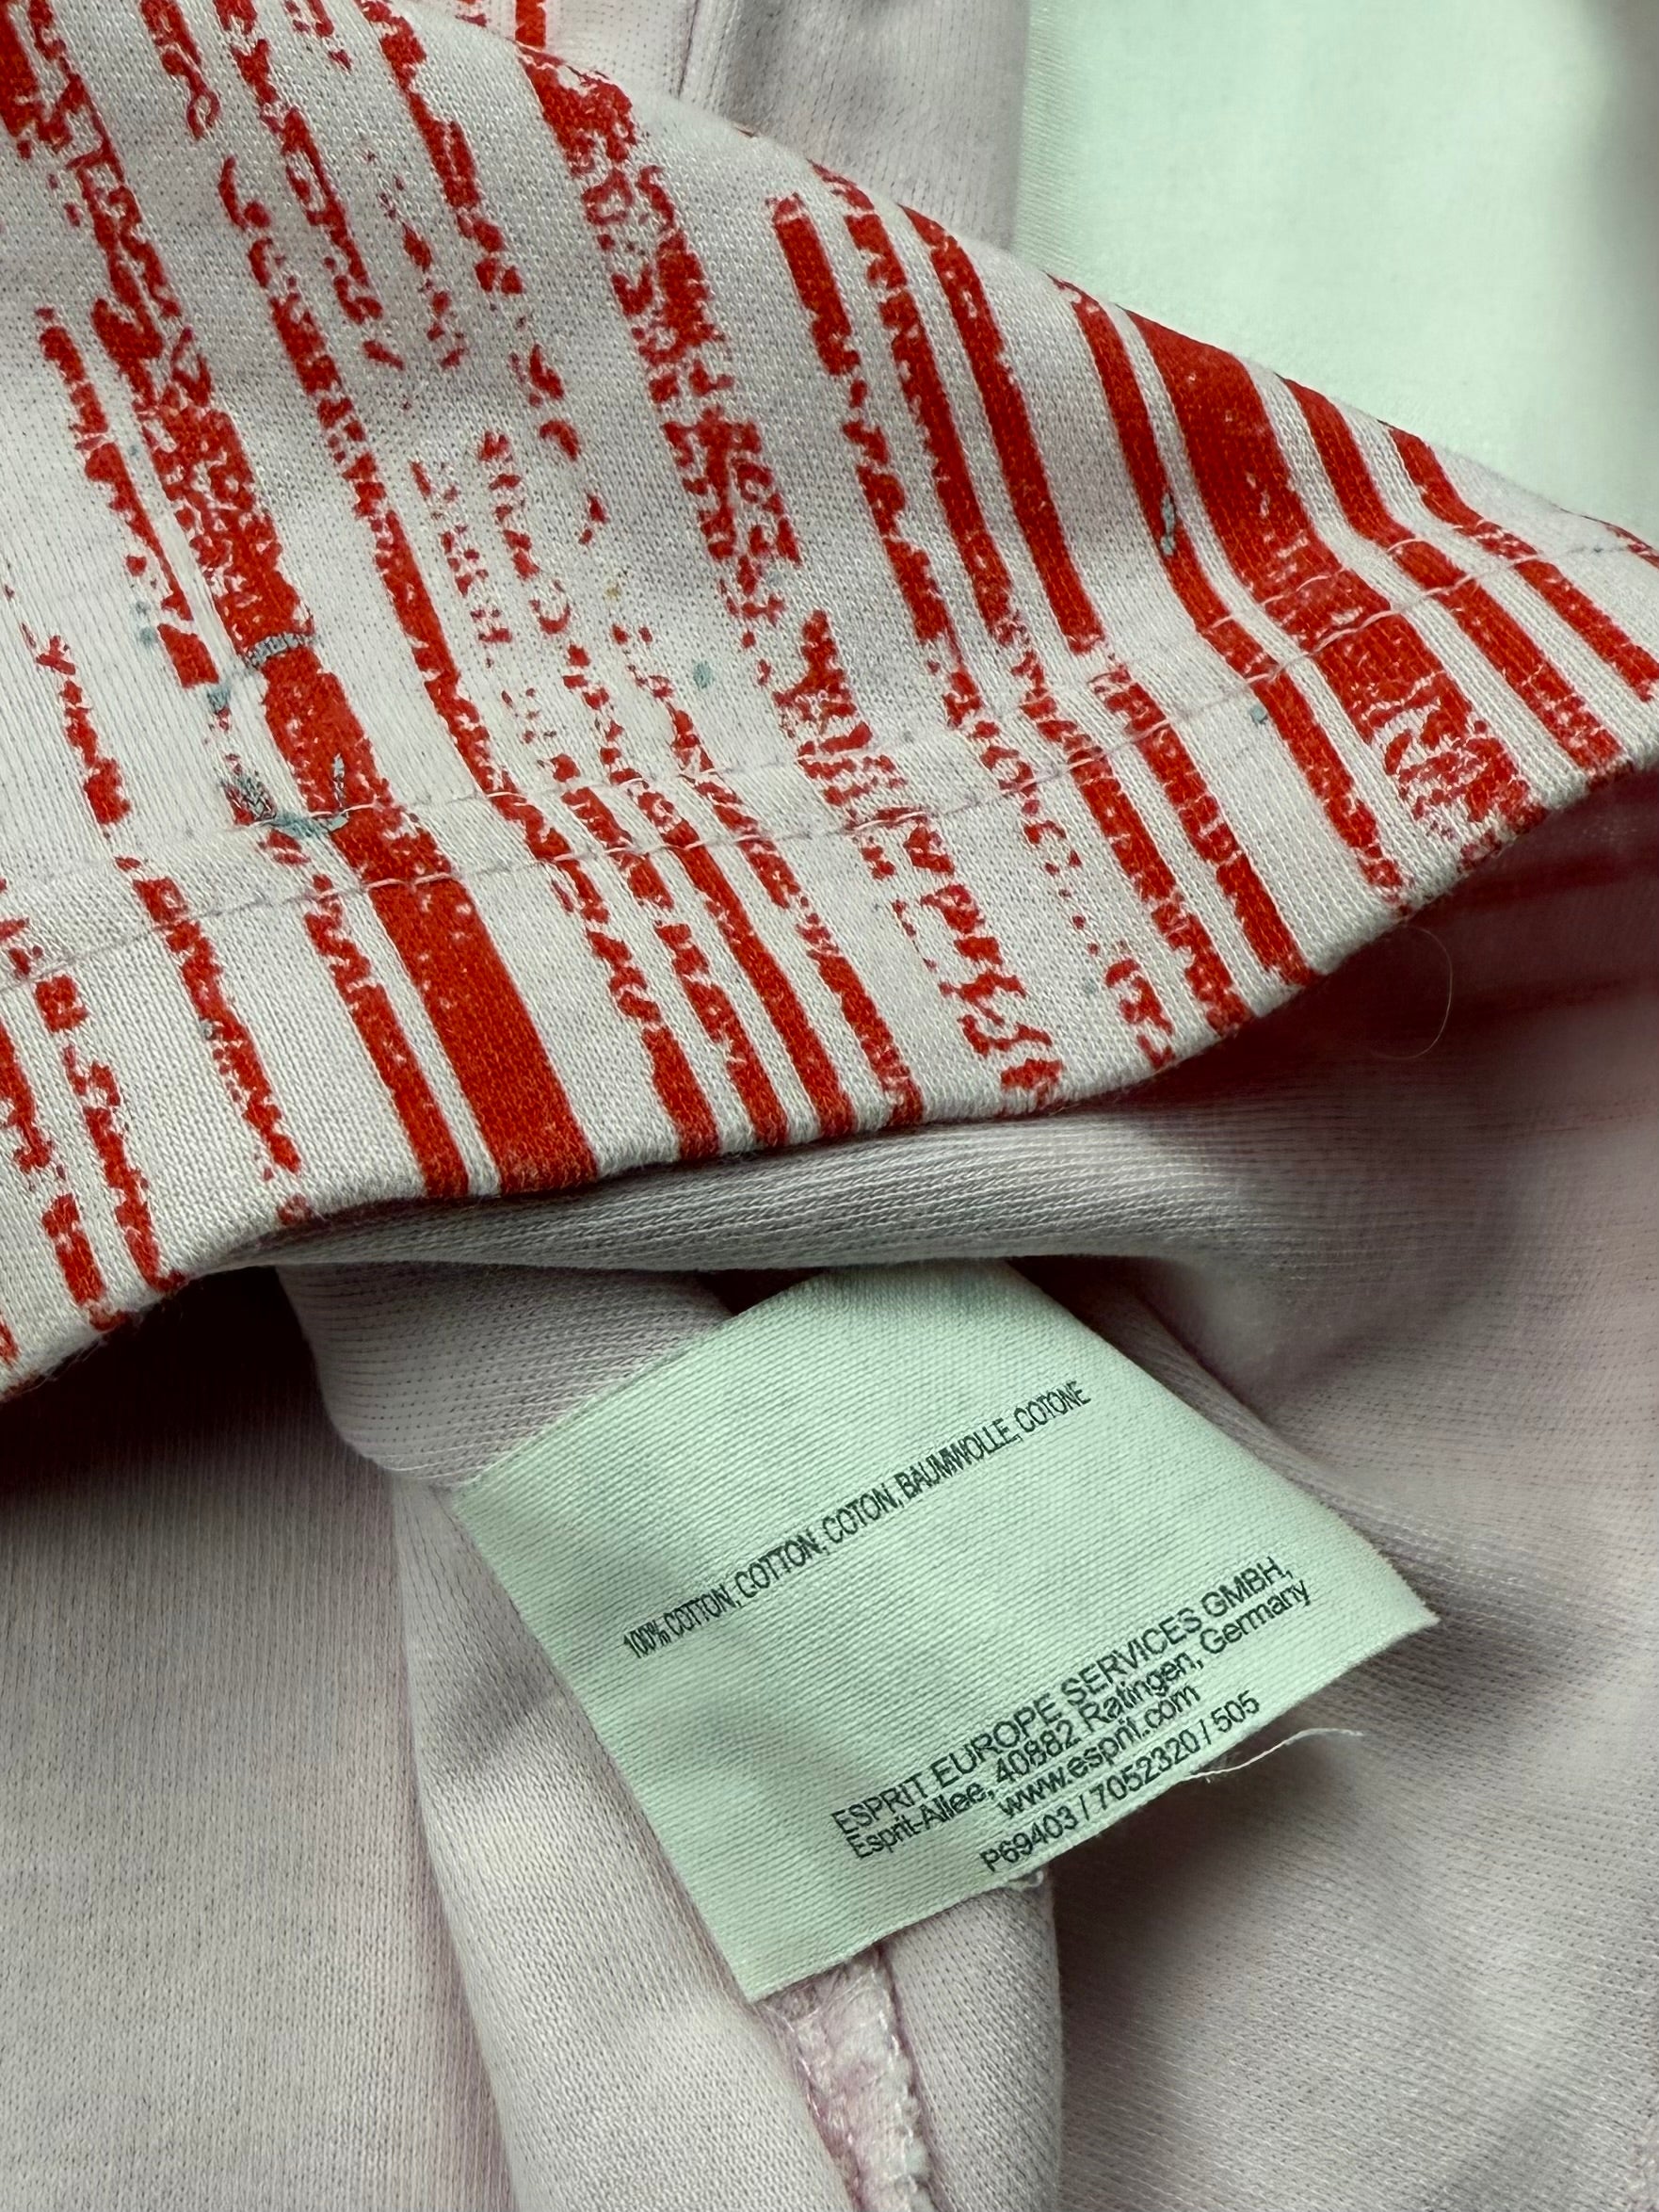 100% COTTON, COTTON, COTON, BAUMWOLLE, COTONE
ESPRIT EUROPE SERVICES GMBH,
Esprit-Allee, 40882 Ratingen, Germany
www.esprit.com
P69403 / 7052320 / 505